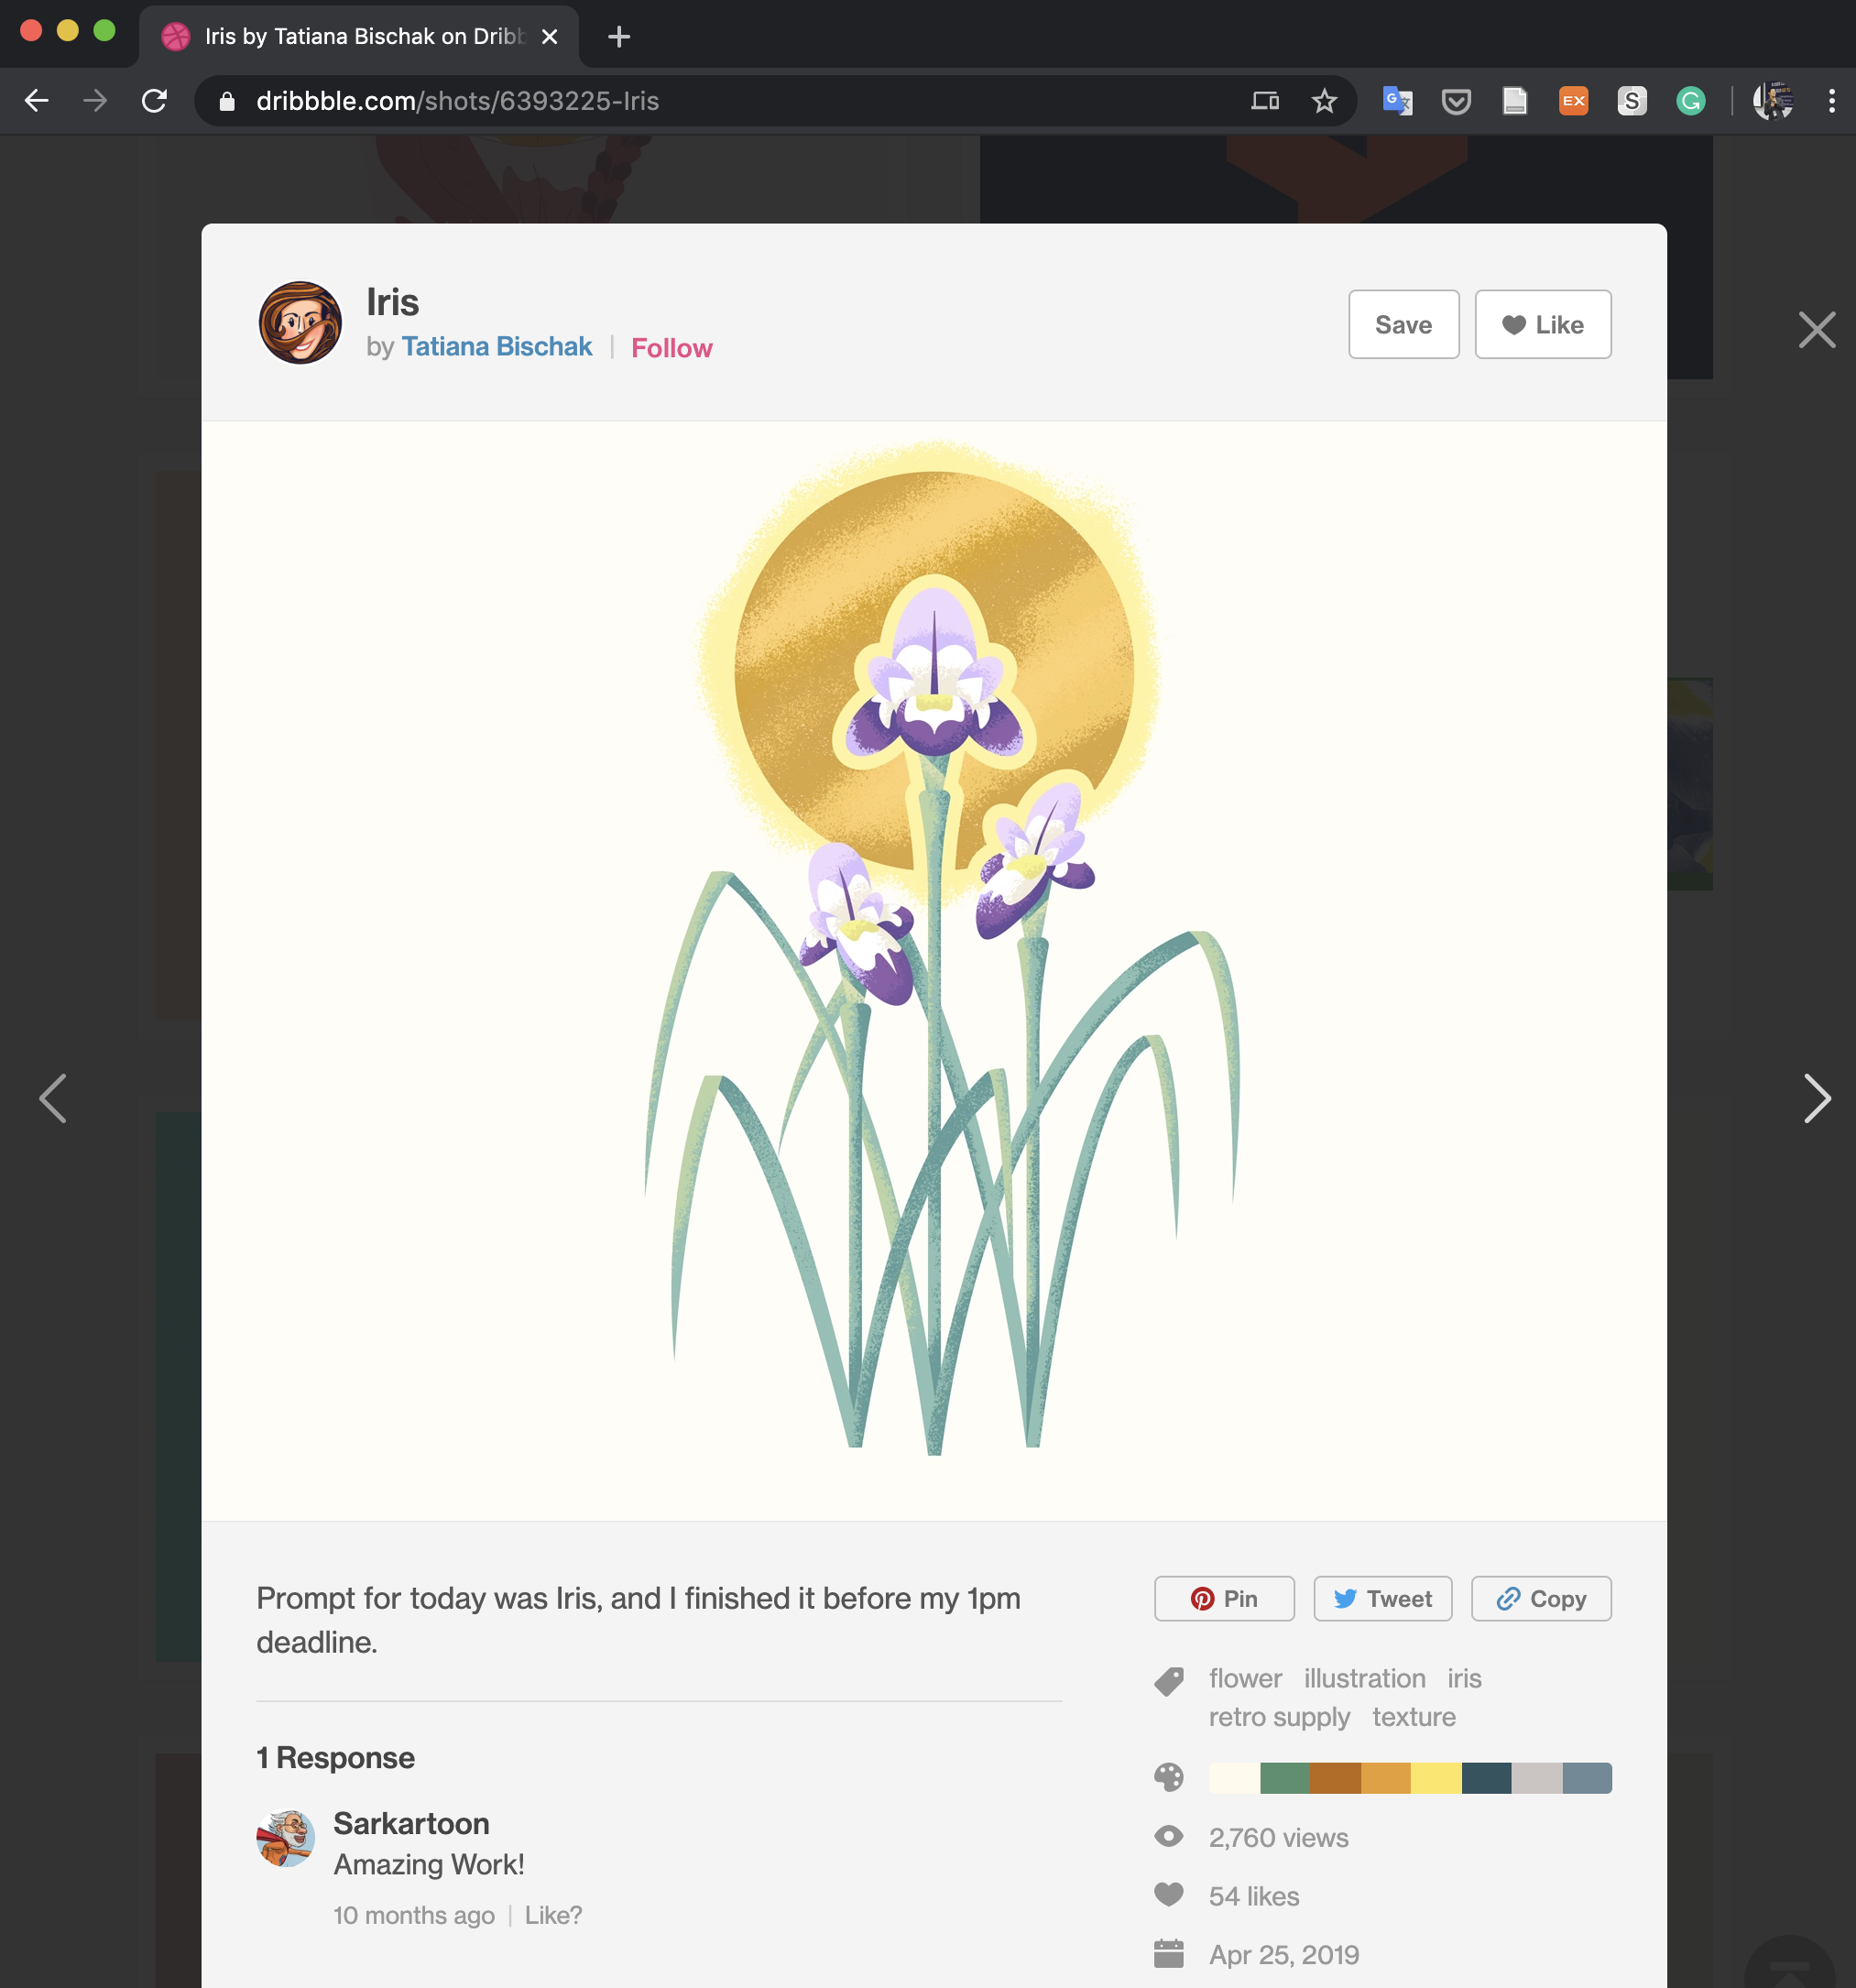 Iris by Tatiana Bischak on Dribb
dribbble.com/shots/6393225-Iris
EX
S
G
Iris
by Tatiana Bischak | Follow
Save
Like
Prompt for today was Iris, and I finished it before my 1pm
deadline.
Pin
Tweet
Copy
flower illustration iris
retro supply texture
1 Response
Sarkartoon
Amazing Work!
10 months ago | Like?
2,760 views
54 likes
Apr 25, 2019